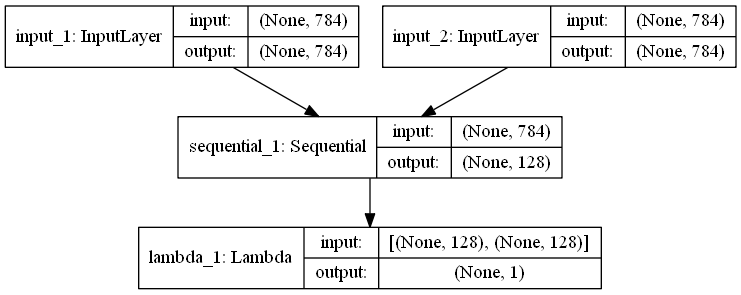 input_1: InputLayer
input:
(None, 784)
output:
(None, 784)
input_2: InputLayer
input:
(None, 784)
output:
(None, 784)
sequential_1: Sequential
input:
(None, 784)
output:
(None, 128)
lambda_1: Lambda
input:
[(None, 128), (None, 128)]
output:
(None, 1)